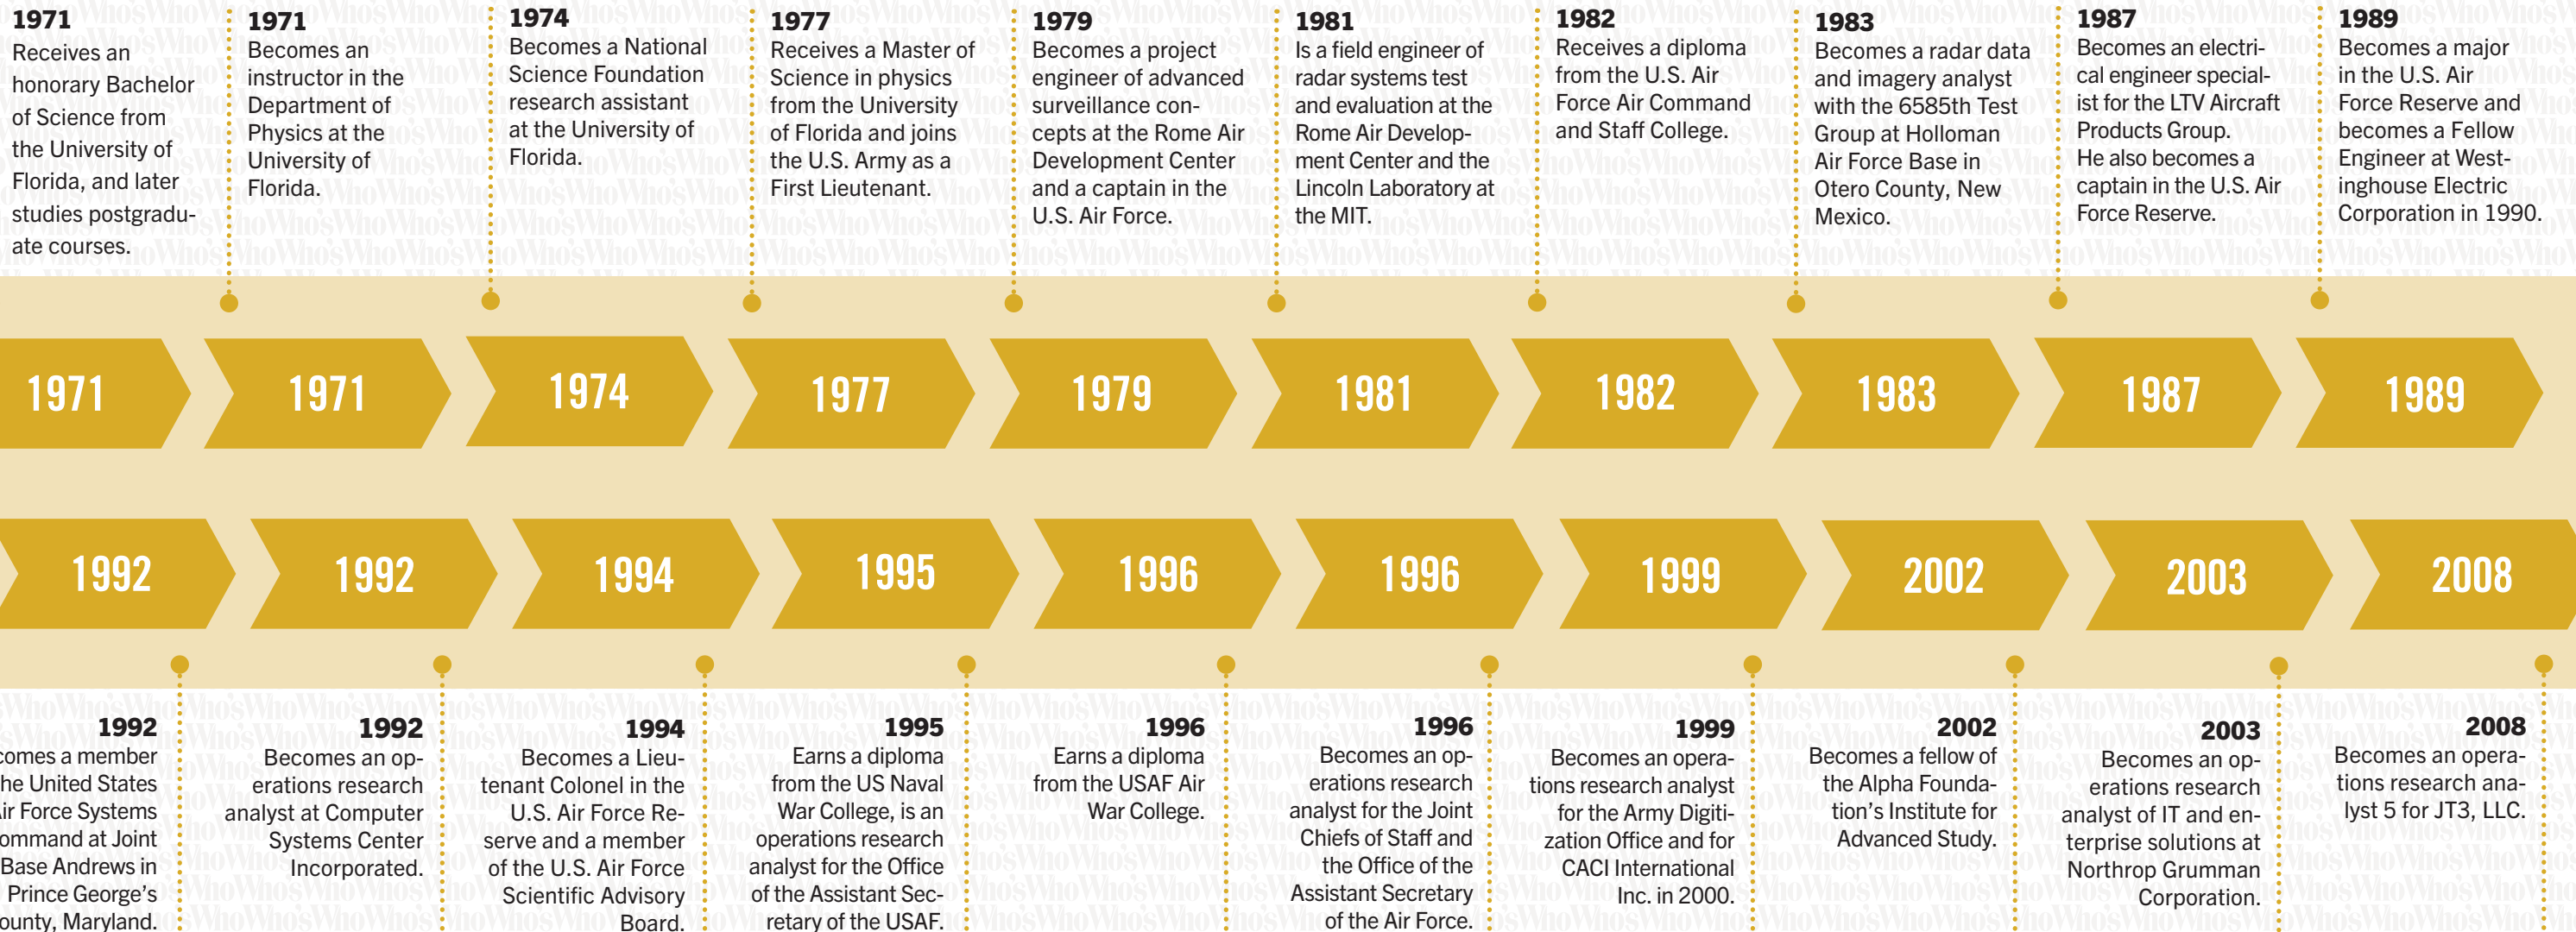 1971
Receives an
honorary Bachelor
of Science from
the University of
Florida, and later
studies postgradu-
ate courses.
1971
Becomes an
instructor in the
Department of
Physics at the
University of
Florida.
1974
Becomes a National
Science Foundation
research assistant
at the University of
Florida.
1977
Receives a Master of
Science in physics
from the University
of Florida and joins
the U.S. Army as a
First Lieutenant.
1979
Becomes a project
engineer of advanced
surveillance con-
cepts at the Rome Air
Development Center
and a captain in the
U.S. Air Force.
1981
Is a field engineer of
radar systems test
and evaluation at the
Rome Air Develop-
ment Center and the
Lincoln Laboratory at
the MIT.
1982
Receives a diploma
from the U.S. Air
Force Air Command
and Staff College.
1983
Becomes a radar data
and imagery analyst
with the 6585th Test
Group at Holloman
Air Force Base in
Otero County, New
Mexico.
1987
Becomes an electri-
cal engineer special-
ist for the LTV Aircraft
Products Group.
He also becomes a
captain in the U.S. Air
Force Reserve.
1989
Becomes a major
in the U.S. Air
Force Reserve and
becomes a Fellow
Engineer at West-
inghouse Electric
Corporation in 1990.
1971
1971
1974
1977
1979
1981
1982
1983
1987
1989
1992
1992
1994
1995
1996
1996
1999
2002
2003
2008
1992
comes a member
he United States
ir Force Systems
ommand at Joint
Base Andrews in
Prince George's
ounty, Maryland.
1992
Becomes an op-
erations research
analyst at Computer
Systems Center
Incorporated.
1994
Becomes a Lieu-
tenant Colonel in the
U.S. Air Force Re-
serve and a member
of the U.S. Air Force
Scientific Advisory
Board.
1995
Earns a diploma
from the US Naval
War College, is an
operations research
analyst for the Office
of the Assistant Sec-
retary of the USAF.
1996
Earns a diploma
from the USAF Air
War College.
1996
Becomes an op-
erations research
analyst for the Joint
Chiefs of Staff and
the Office of the
Assistant Secretary
of the Air Force.
1999
Becomes an opera-
tions research analyst
for the Army Digiti-
zation Office and for
CACI International
Inc. in 2000.
2002
Becomes a fellow of
the Alpha Founda-
tion's Institute for
Advanced Study.
2003
Becomes an op-
erations research
analyst of IT and en-
terprise solutions at
Northrop Grumman
Corporation.
2008
Becomes an opera-
tions research ana-
lyst 5 for JT3, LLC.